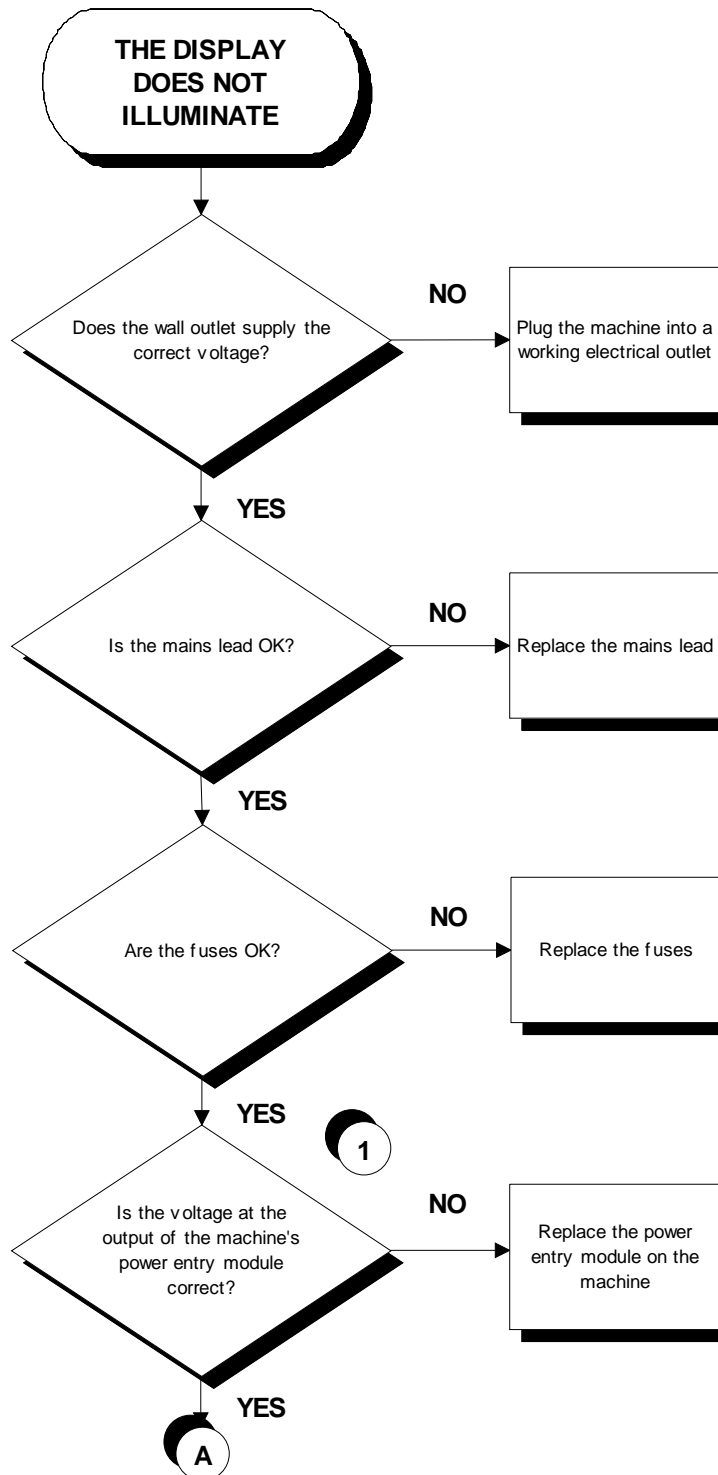 THE DISPLAY
DOES NOT
ILLUMINATE
Does the wall outlet supply the
correct voltage?
NO
Plug the machine into a
working electrical outlet
YES
Is the mains lead OK?
NO
Replace the mains lead
YES
Are the fuses OK?
NO
Replace the fuses
YES
1
Is the voltage at the
output of the machine's
power entry module
correct?
NO
Replace the power
entry module on the
machine
YES
A